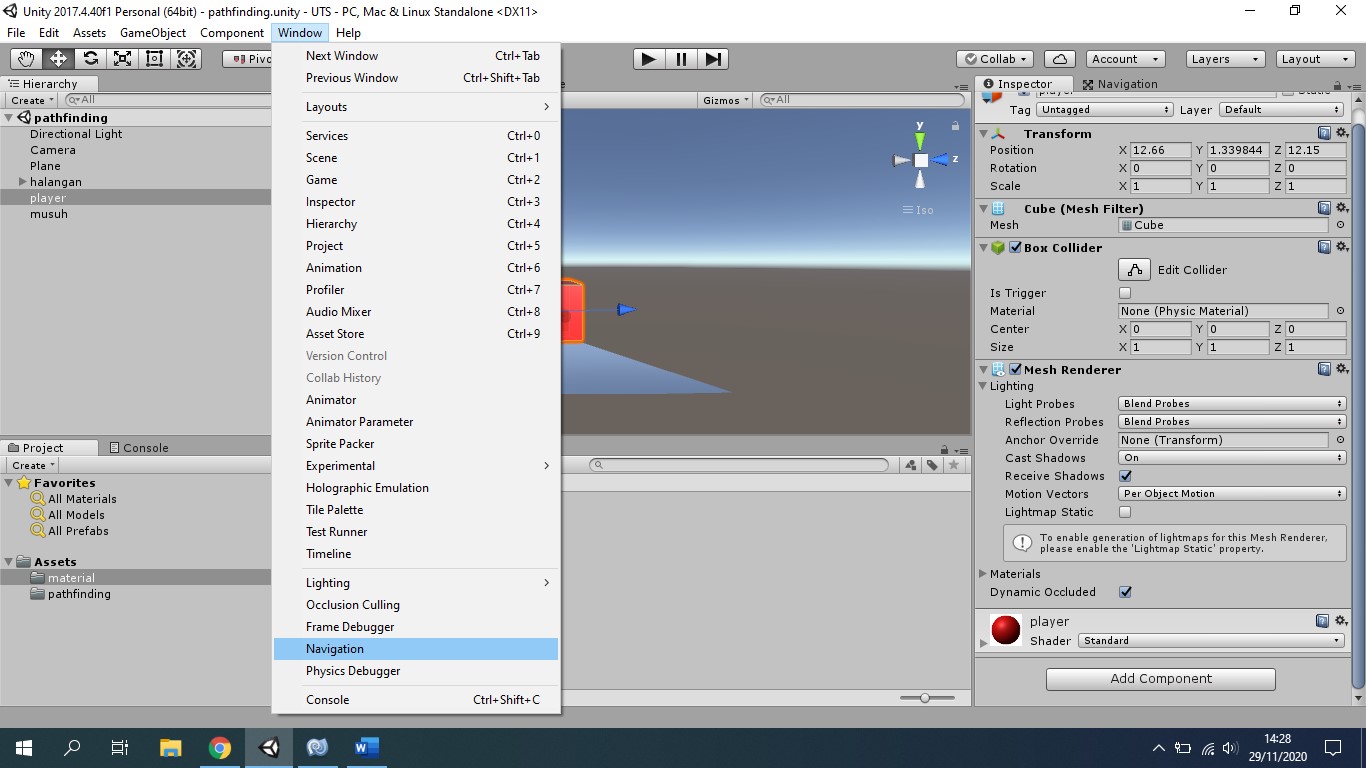 Unity 2017.4.40f1 Personal (64bit) - pathfinding.unity - UTS - PC, Mac & Linux Standalone <DX11>
File Edit Assets GameObject Component Window Help
Collab Account Layers Layout
Hierarchy
Create All
pathfinding
Directional Light
Camera
Plane
halangan
player
musuh
Next Window Ctrl+Tab
Previous Window Ctrl+Shift+Tab
Layouts
Services Ctrl+0
Scene Ctrl+1
Game Ctrl+2
Inspector Ctrl+3
Hierarchy Ctrl+4
Project Ctrl+5
Animation Ctrl+6
Profiler Ctrl+7
Audio Mixer Ctrl+8
Asset Store Ctrl+9
Version Control
Collab History
Animator
Animator Parameter
Sprite Packer
Experimental
Holographic Emulation
Tile Palette
Test Runner
Timeline
Lighting
Occlusion Culling
Frame Debugger
Navigation
Physics Debugger
Console Ctrl+Shift+C
Gizmos All
y
z
Iso
Project Console
Create
Favorites
All Materials
All Models
All Prefabs
Assets
material
pathfinding
Inspector Navigation
Tag Untagged Layer Default
Transform
Position X 12.66 Y 1.339844 Z 12.15
Rotation X 0 Y 0 Z 0
Scale X 1 Y 1 Z 1
Cube (Mesh Filter)
Mesh Cube
Box Collider
Edit Collider
Is Trigger
Material None (Physic Material)
Center X 0 Y 0 Z 0
Size X 1 Y 1 Z 1
Mesh Renderer
Lighting
Light Probes Blend Probes
Reflection Probes Blend Probes
Anchor Override None (Transform)
Cast Shadows On
Receive Shadows
Motion Vectors Per Object Motion
Lightmap Static
To enable generation of lightmaps for this Mesh Renderer,
please enable the 'Lightmap Static' property.
Materials
Dynamic Occluded
player
Shader Standard
Add Component
14:28
29/11/2020